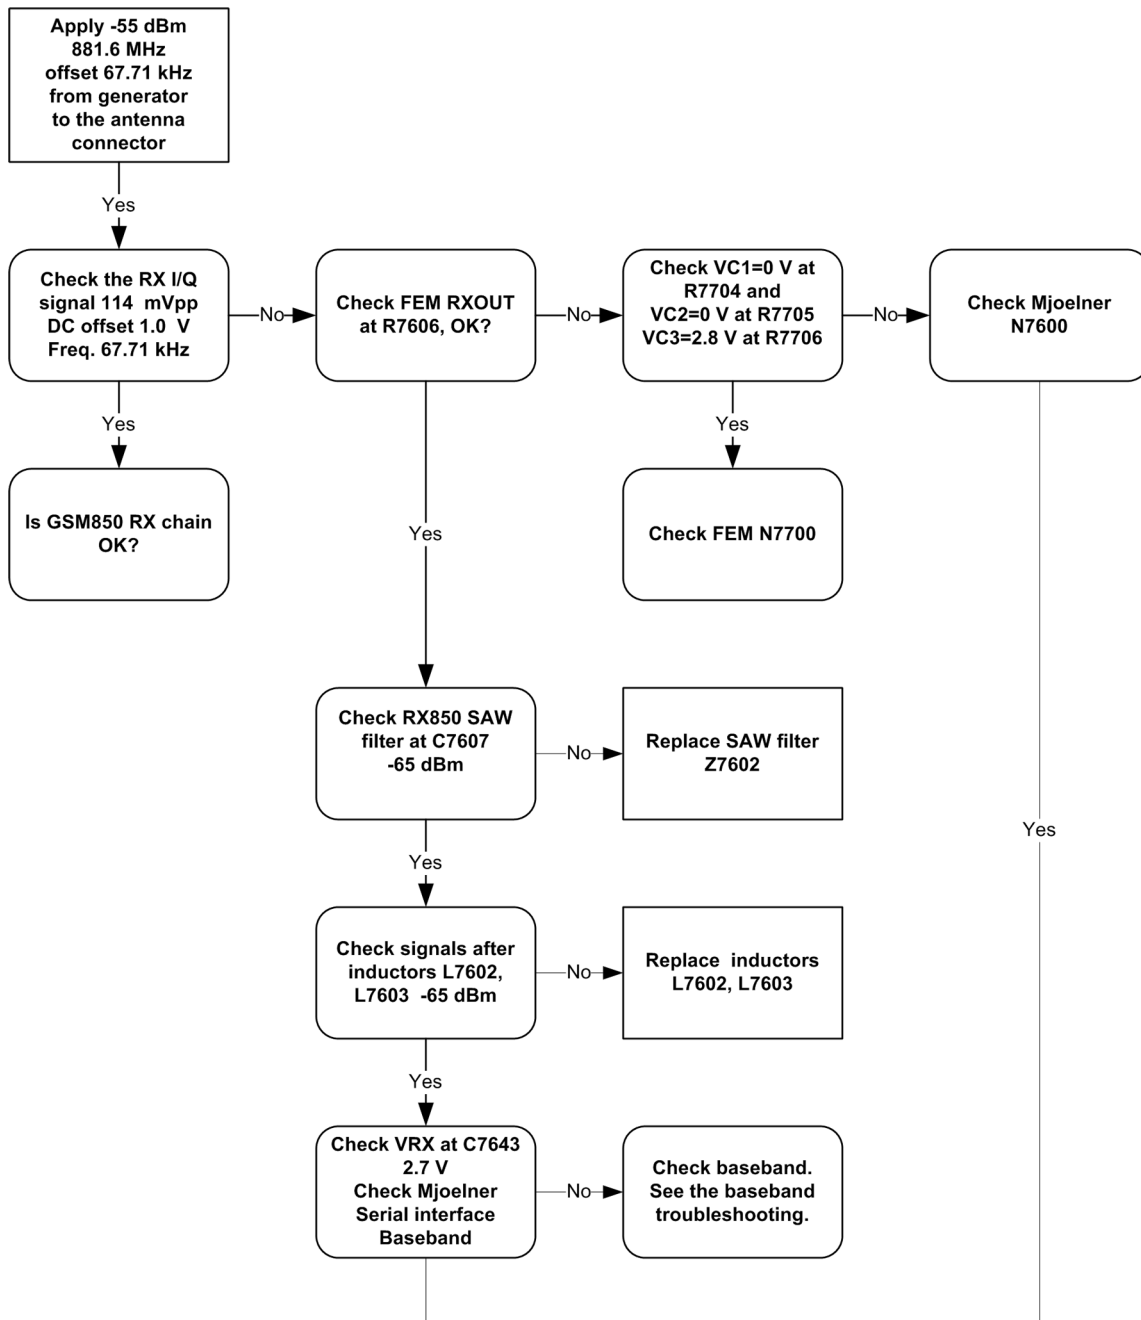 Apply -55 dBm
881.6 MHz
offset 67.71 kHz
from generator
to the antenna
connector
Yes
Check the RX I/Q
signal 114 mVpp
DC offset 1.0 V
Freq. 67.71 kHz
No
Check FEM RXOUT
at R7606, OK?
No
Check VC1=0 V at
R7704 and
VC2=0 V at R7705
VC3=2.8 V at R7706
No
Check Mjoelner
N7600
Yes
Yes
Is GSM850 RX chain
OK?
Yes
Check FEM N7700
Check RX850 SAW
filter at C7607
-65 dBm
No
Replace SAW filter
Z7602
Yes
Yes
Check signals after
inductors L7602,
L7603 -65 dBm
No
Replace inductors
L7602, L7603
Yes
Check VRX at C7643
2.7 V
Check Mjoelner
Serial interface
Baseband
No
Check baseband.
See the baseband
troubleshooting.